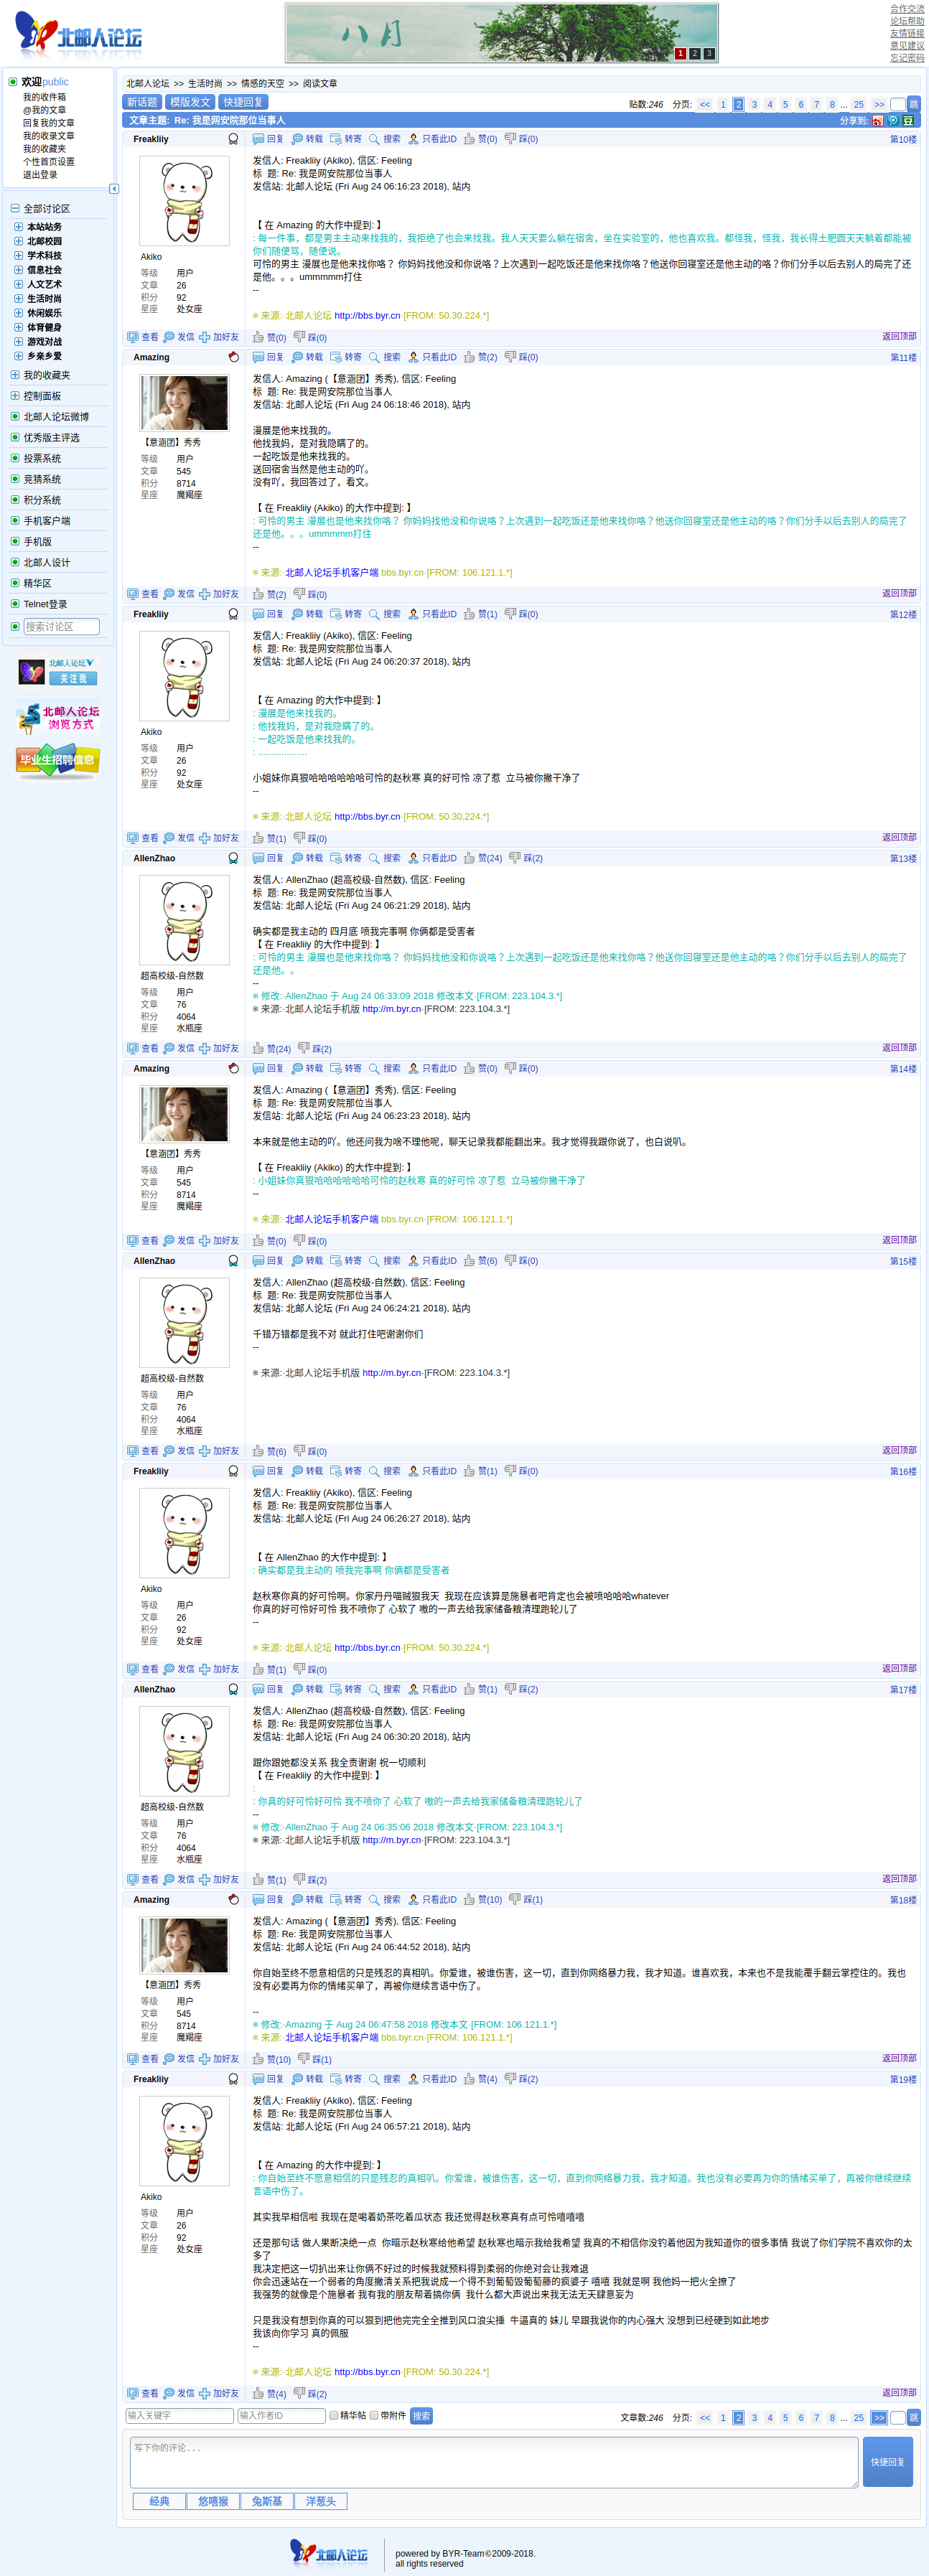 北邮人论坛
八月
1 2 3
合作交流
论坛帮助
友情链接
意见建议
忘记密码
欢迎public
我的收件箱
@我的文章
回复我的文章
我的收录文章
我的收藏夹
个性首页设置
退出登录
全部讨论区
本站站务
北邮校园
学术科技
信息社会
人文艺术
生活时尚
休闲娱乐
体育健身
游戏对战
乡亲乡爱
我的收藏夹
控制面板
北邮人论坛微博
优秀版主评选
投票系统
竞猜系统
积分系统
手机客户端
手机版
北邮人设计
精华区
Telnet登录
搜索讨论区
北邮人论坛
关注我
北邮人论坛
浏览方式
毕业生招聘信息
北邮人论坛 >> 生活时尚 >> 情感的天空 >> 阅读文章
新话题 模版发文 快捷回复
贴数:246 分页: << 1 2 3 4 5 6 7 8 ... 25 >> 跳
文章主题: Re: 我是网安院那位当事人
分享到: 豆
Freakliiy
回复 转载 转寄 搜索 只看此ID 赞(0) 踩(0) 第10楼
Akiko
等级 用户
文章 26
积分 92
星座 处女座
发信人: Freakliiy (Akiko), 信区: Feeling
标 题: Re: 我是网安院那位当事人
发信站: 北邮人论坛 (Fri Aug 24 06:16:23 2018), 站内
【 在 Amazing 的大作中提到: 】
: 每一件事，都是男主主动来找我的，我拒绝了也会来找我。我人天天要么躺在宿舍，坐在实验室的，他也喜欢我。都怪我，怪我，我长得土肥圆天天躺着都能被你们随便骂，随便说。
可怜的男主 漫展也是他来找你咯？ 你妈妈找他没和你说咯？上次遇到一起吃饭还是他来找你咯？他送你回寝室还是他主动的咯？你们分手以后去别人的局完了还是他。。。ummmmm打住
--
※ 来源:·北邮人论坛 http://bbs.byr.cn·[FROM: 50.30.224.*]
查看 发信 加好友 赞(0) 踩(0) 返回顶部
Amazing
回复 转载 转寄 搜索 只看此ID 赞(2) 踩(0) 第11楼
【意涵团】秀秀
等级 用户
文章 545
积分 8714
星座 魔羯座
发信人: Amazing (【意涵团】秀秀), 信区: Feeling
标 题: Re: 我是网安院那位当事人
发信站: 北邮人论坛 (Fri Aug 24 06:18:46 2018), 站内
漫展是他来找我的。
他找我妈，是对我隐瞒了的。
一起吃饭是他来找我的。
送回宿舍当然是他主动的吖。
没有吖，我回答过了，看文。
【 在 Freakliiy (Akiko) 的大作中提到: 】
: 可怜的男主 漫展也是他来找你咯？ 你妈妈找他没和你说咯？上次遇到一起吃饭还是他来找你咯？他送你回寝室还是他主动的咯？你们分手以后去别人的局完了还是他。。。ummmmm打住
--
※ 来源:·北邮人论坛手机客户端 bbs.byr.cn·[FROM: 106.121.1.*]
查看 发信 加好友 赞(2) 踩(0) 返回顶部
Freakliiy
回复 转载 转寄 搜索 只看此ID 赞(1) 踩(0) 第12楼
Akiko
等级 用户
文章 26
积分 92
星座 处女座
发信人: Freakliiy (Akiko), 信区: Feeling
标 题: Re: 我是网安院那位当事人
发信站: 北邮人论坛 (Fri Aug 24 06:20:37 2018), 站内
【 在 Amazing 的大作中提到: 】
: 漫展是他来找我的。
: 他找我妈，是对我隐瞒了的。
: 一起吃饭是他来找我的。
: ...................
小姐妹你真狠哈哈哈哈哈哈可怜的赵秋寒 真的好可怜 凉了惹  立马被你撇干净了
--
※ 来源:·北邮人论坛 http://bbs.byr.cn·[FROM: 50.30.224.*]
查看 发信 加好友 赞(1) 踩(0) 返回顶部
AllenZhao
回复 转载 转寄 搜索 只看此ID 赞(24) 踩(2) 第13楼
超高校级-自然数
等级 用户
文章 76
积分 4064
星座 水瓶座
发信人: AllenZhao (超高校级-自然数), 信区: Feeling
标 题: Re: 我是网安院那位当事人
发信站: 北邮人论坛 (Fri Aug 24 06:21:29 2018), 站内
确实都是我主动的 四月底 喷我完事啊 你俩都是受害者
【 在 Freakliiy 的大作中提到: 】
: 可怜的男主 漫展也是他来找你咯？ 你妈妈找他没和你说咯？上次遇到一起吃饭还是他来找你咯？他送你回寝室还是他主动的咯？你们分手以后去别人的局完了还是他。。
--
※ 修改:·AllenZhao 于 Aug 24 06:33:09 2018 修改本文·[FROM: 223.104.3.*]
※ 来源:·北邮人论坛手机版 http://m.byr.cn·[FROM: 223.104.3.*]
查看 发信 加好友 赞(24) 踩(2) 返回顶部
Amazing
回复 转载 转寄 搜索 只看此ID 赞(0) 踩(0) 第14楼
【意涵团】秀秀
等级 用户
文章 545
积分 8714
星座 魔羯座
发信人: Amazing (【意涵团】秀秀), 信区: Feeling
标 题: Re: 我是网安院那位当事人
发信站: 北邮人论坛 (Fri Aug 24 06:23:23 2018), 站内
本来就是他主动的吖。他还问我为啥不理他呢，聊天记录我都能翻出来。我才觉得我跟你说了，也白说叭。
【 在 Freakliiy (Akiko) 的大作中提到: 】
: 小姐妹你真狠哈哈哈哈哈哈可怜的赵秋寒 真的好可怜 凉了惹  立马被你撇干净了
--
※ 来源:·北邮人论坛手机客户端 bbs.byr.cn·[FROM: 106.121.1.*]
查看 发信 加好友 赞(0) 踩(0) 返回顶部
AllenZhao
回复 转载 转寄 搜索 只看此ID 赞(6) 踩(0) 第15楼
超高校级-自然数
等级 用户
文章 76
积分 4064
星座 水瓶座
发信人: AllenZhao (超高校级-自然数), 信区: Feeling
标 题: Re: 我是网安院那位当事人
发信站: 北邮人论坛 (Fri Aug 24 06:24:21 2018), 站内
千错万错都是我不对 就此打住吧谢谢你们
--
※ 来源:·北邮人论坛手机版 http://m.byr.cn·[FROM: 223.104.3.*]
查看 发信 加好友 赞(6) 踩(0) 返回顶部
Freakliiy
回复 转载 转寄 搜索 只看此ID 赞(1) 踩(0) 第16楼
Akiko
等级 用户
文章 26
积分 92
星座 处女座
发信人: Freakliiy (Akiko), 信区: Feeling
标 题: Re: 我是网安院那位当事人
发信站: 北邮人论坛 (Fri Aug 24 06:26:27 2018), 站内
【 在 AllenZhao 的大作中提到: 】
: 确实都是我主动的 喷我完事啊 你俩都是受害者
赵秋寒你真的好可怜啊。你家丹丹喵贼狠我天  我现在应该算是施暴者吧肯定也会被喷哈哈哈whatever
你真的好可怜好可怜 我不喷你了 心软了 嗷的一声去给我家储备粮清理跑轮儿了
--
※ 来源:·北邮人论坛 http://bbs.byr.cn·[FROM: 50.30.224.*]
查看 发信 加好友 赞(1) 踩(0) 返回顶部
AllenZhao
回复 转载 转寄 搜索 只看此ID 赞(1) 踩(2) 第17楼
超高校级-自然数
等级 用户
文章 76
积分 4064
星座 水瓶座
发信人: AllenZhao (超高校级-自然数), 信区: Feeling
标 题: Re: 我是网安院那位当事人
发信站: 北邮人论坛 (Fri Aug 24 06:30:20 2018), 站内
跟你跟她都没关系 我全责谢谢 祝一切顺利
【 在 Freakliiy 的大作中提到: 】
:
: 你真的好可怜好可怜 我不喷你了 心软了 嗷的一声去给我家储备粮清理跑轮儿了
--
※ 修改:·AllenZhao 于 Aug 24 06:35:06 2018 修改本文·[FROM: 223.104.3.*]
※ 来源:·北邮人论坛手机版 http://m.byr.cn·[FROM: 223.104.3.*]
查看 发信 加好友 赞(1) 踩(2) 返回顶部
Amazing
回复 转载 转寄 搜索 只看此ID 赞(10) 踩(1) 第18楼
【意涵团】秀秀
等级 用户
文章 545
积分 8714
星座 魔羯座
发信人: Amazing (【意涵团】秀秀), 信区: Feeling
标 题: Re: 我是网安院那位当事人
发信站: 北邮人论坛 (Fri Aug 24 06:44:52 2018), 站内
你自始至终不愿意相信的只是残忍的真相叭。你爱谁，被谁伤害，这一切，直到你网络暴力我，我才知道。谁喜欢我，本来也不是我能覆手翻云掌控住的。我也没有必要再为你的情绪买单了，再被你继续言语中伤了。
--
※ 修改:·Amazing 于 Aug 24 06:47:58 2018 修改本文·[FROM: 106.121.1.*]
※ 来源:·北邮人论坛手机客户端 bbs.byr.cn·[FROM: 106.121.1.*]
查看 发信 加好友 赞(10) 踩(1) 返回顶部
Freakliiy
回复 转载 转寄 搜索 只看此ID 赞(4) 踩(2) 第19楼
Akiko
等级 用户
文章 26
积分 92
星座 处女座
发信人: Freakliiy (Akiko), 信区: Feeling
标 题: Re: 我是网安院那位当事人
发信站: 北邮人论坛 (Fri Aug 24 06:57:21 2018), 站内
【 在 Amazing 的大作中提到: 】
: 你自始至终不愿意相信的只是残忍的真相叭。你爱谁，被谁伤害，这一切，直到你网络暴力我，我才知道。我也没有必要再为你的情绪买单了，再被你继续继续言语中伤了。
其实我早相信啦 我现在是喝着奶茶吃着瓜状态 我还觉得赵秋寒真有点可怜嘻嘻嘻
还是那句话 做人果断决绝一点  你暗示赵秋寒给他希望 赵秋寒也暗示我给我希望 我真的不相信你没钓着他因为我知道你的很多事情 我说了你们学院不喜欢你的太多了
我决定把这一切扒出来让你俩不好过的时候我就预料得到柔弱的你绝对会让我难退
你会迅速站在一个弱者的角度撇清关系把我说成一个得不到葡萄毁葡萄藤的疯婆子 嘻嘻 我就是啊 我他妈一把火全撩了
我强势的就像是个施暴者 我有我的朋友帮着搞你俩  我什么都大声说出来我无法无天肆意妄为
只是我没有想到你真的可以狠到把他完完全全推到风口浪尖捶  牛逼真的 妹儿 早跟我说你的内心强大 没想到已经硬到如此地步
我该向你学习 真的佩服
--
※ 来源:·北邮人论坛 http://bbs.byr.cn·[FROM: 50.30.224.*]
查看 发信 加好友 赞(4) 踩(2) 返回顶部
输入关键字 输入作者ID 精华帖 带附件 搜索
文章数:246 分页: << 1 2 3 4 5 6 7 8 ... 25 >> 跳
写下你的评论...
快捷回复
经典 悠嘻猴 兔斯基 洋葱头
北邮人论坛
powered by BYR-Team©2009-2018.
all rights reserved